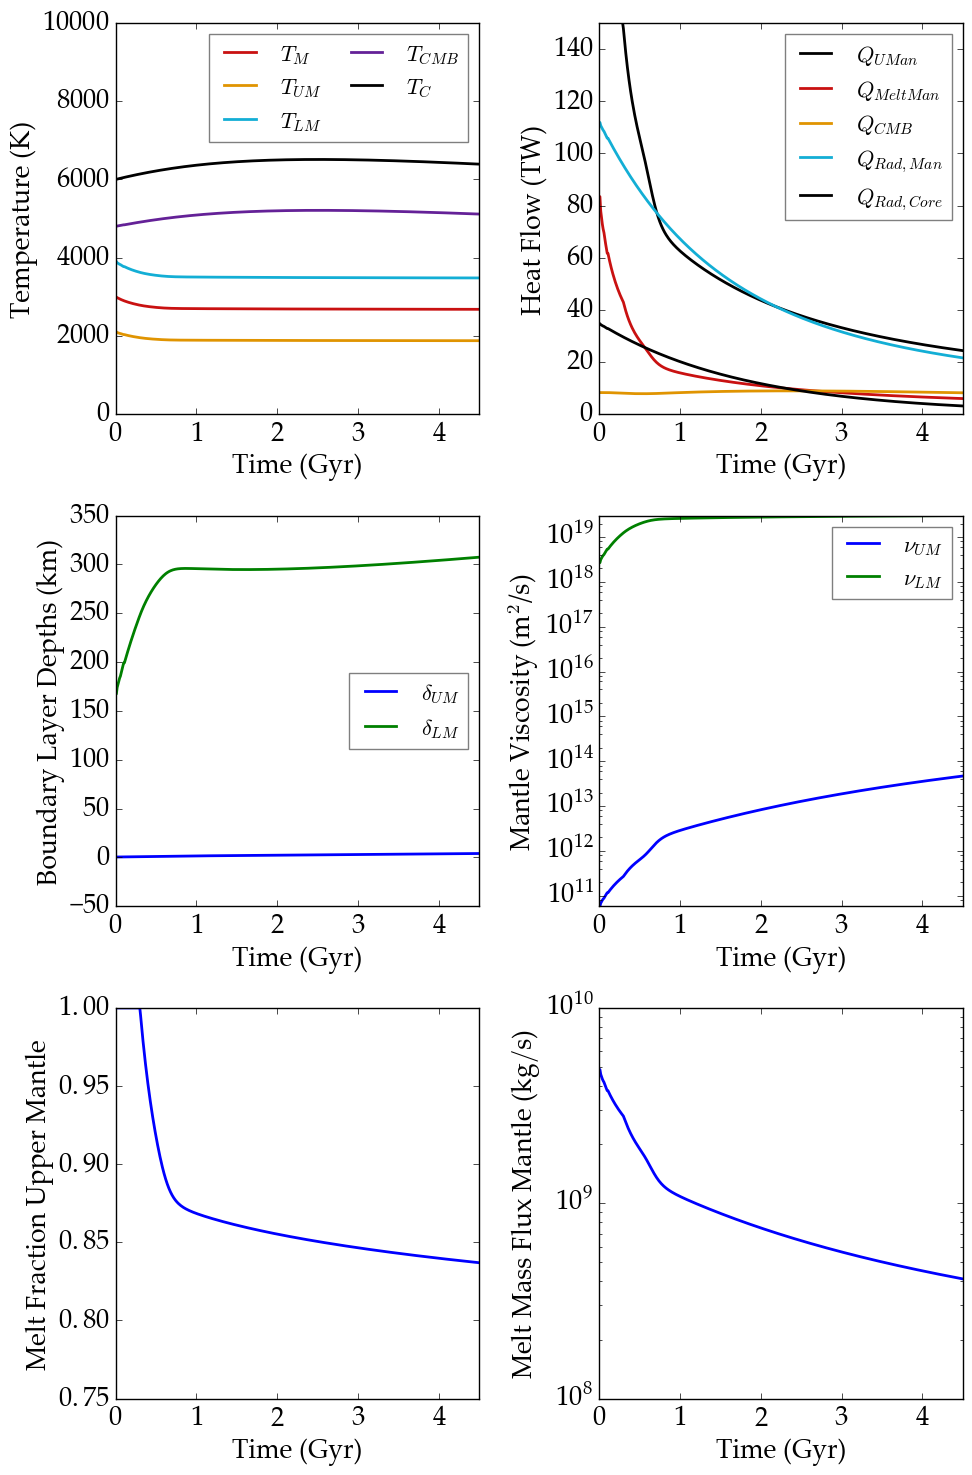 10000
8000
6000
4000
2000
0
Temperature (K)
0 1 2 3 4
Time (Gyr)
T_M
T_UM
T_LM
T_CMB
T_C
140
120
100
80
60
40
20
0
Heat Flow (TW)
0 1 2 3 4
Time (Gyr)
Q_UMan
Q_MeltMan
Q_CMB
Q_Rad,Man
Q_Rad,Core
350
300
250
200
150
100
50
0
−50
Boundary Layer Depths (km)
0 1 2 3 4
Time (Gyr)
δ_UM
δ_LM
10^19
10^18
10^17
10^16
10^15
10^14
10^13
10^12
10^11
Mantle Viscosity (m^2/s)
0 1 2 3 4
Time (Gyr)
ν_UM
ν_LM
1.00
0.95
0.90
0.85
0.80
0.75
Melt Fraction Upper Mantle
0 1 2 3 4
Time (Gyr)
10^10
10^9
10^8
Melt Mass Flux Mantle (kg/s)
0 1 2 3 4
Time (Gyr)